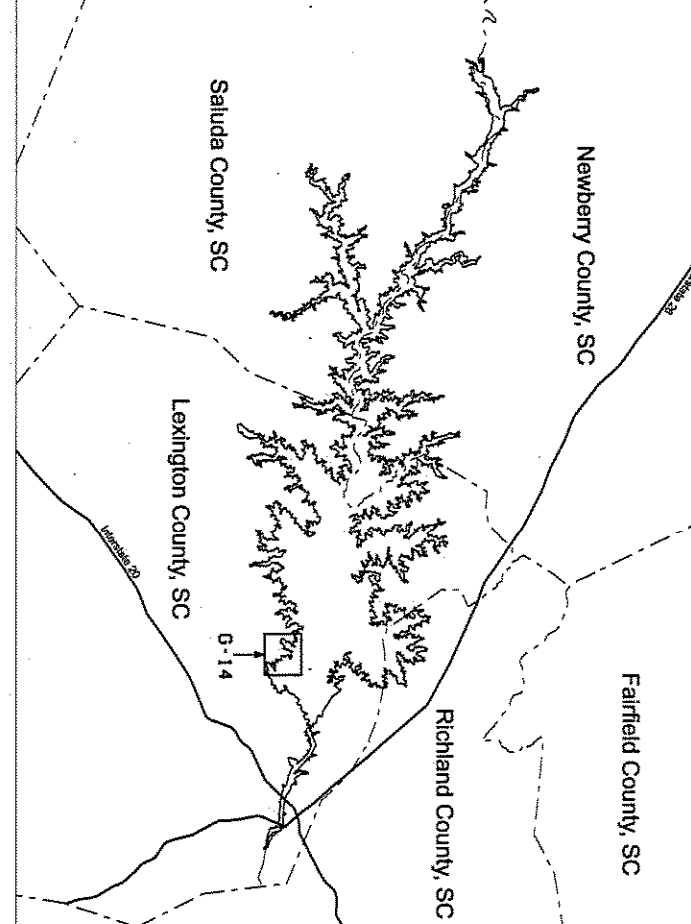 Newberry County, SC
Fairfield County, SC
Saluda County, SC
Richland County, SC
Lexington County, SC
Interstate 20
G-14